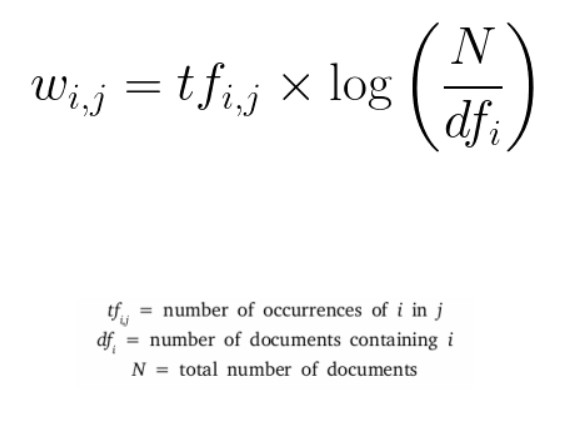 w_{i,j} = tf_{i,j} × log ( N / df_i )
tf_{ij} = number of occurrences of i in j
df_i = number of documents containing i
N = total number of documents